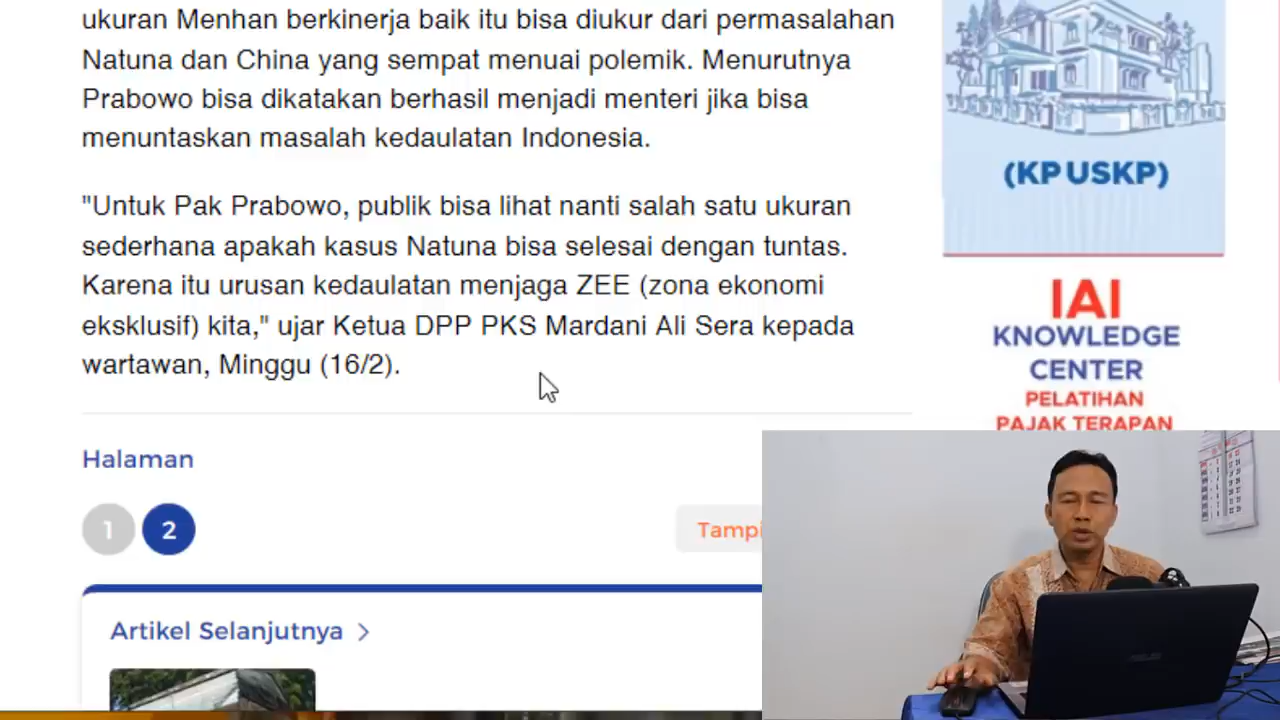 ukuran Menhan berkinerja baik itu bisa diukur dari permasalahan
Natuna dan China yang sempat menuai polemik. Menurutnya
Prabowo bisa dikatakan berhasil menjadi menteri jika bisa
menuntaskan masalah kedaulatan Indonesia.
"Untuk Pak Prabowo, publik bisa lihat nanti salah satu ukuran
sederhana apakah kasus Natuna bisa selesai dengan tuntas.
Karena itu urusan kedaulatan menjaga ZEE (zona ekonomi
eksklusif) kita," ujar Ketua DPP PKS Mardani Ali Sera kepada
wartawan, Minggu (16/2).
Halaman
1 2
Tampi
Artikel Selanjutnya >
(KP USKP)
IAI
KNOWLEDGE
CENTER
PELATIHAN
PAJAK TERAPAN
ASUS